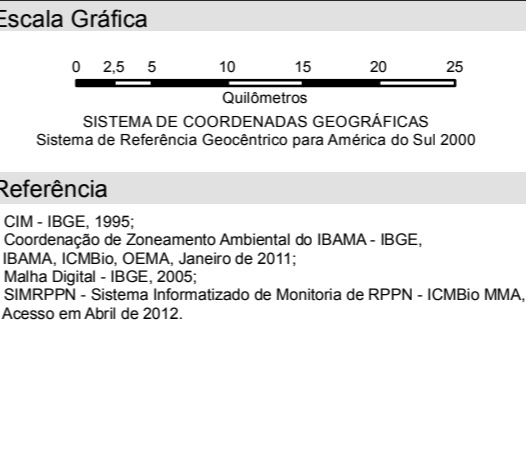 Escala Gráfica
0 2,5 5 10 15 20 25
Quilômetros
SISTEMA DE COORDENADAS GEOGRÁFICAS
Sistema de Referência Geocêntrico para América do Sul 2000
Referência
CIM - IBGE, 1995;
Coordenação de Zoneamento Ambiental do IBAMA - IBGE,
IBAMA, ICMBio, OEMA, Janeiro de 2011;
Malha Digital - IBGE, 2005;
SIMRPPN - Sistema Informatizado de Monitoria de RPPN - ICMBio MMA,
Acesso em Abril de 2012.